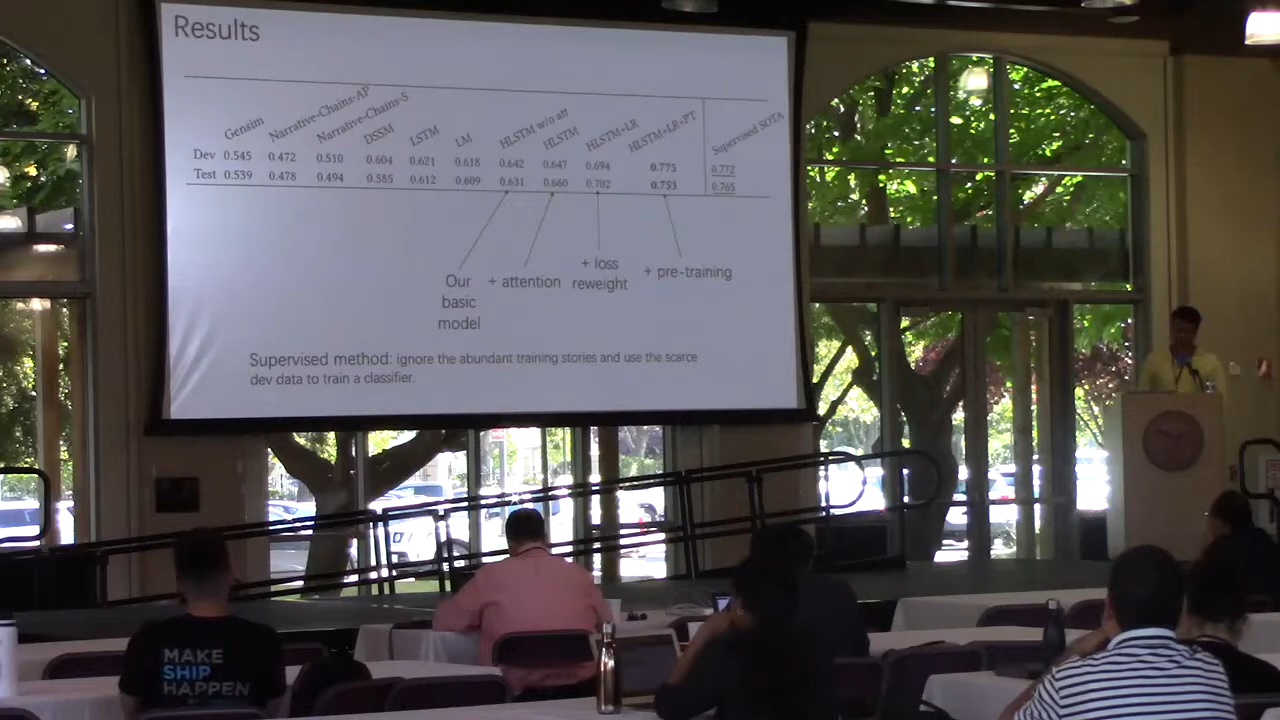 Results
Gensim Narrative-Chains-AP Narrative-Chains-S DSSM LSTM LM HLSTM w/o att HLSTM HLSTM+LR HLSTM+LR+PT Supervised SOTA
Dev 0.545 0.472 0.510 0.604 0.621 0.618 0.642 0.647 0.694 0.775 0.772
Test 0.539 0.478 0.494 0.585 0.612 0.609 0.631 0.660 0.702 0.753 0.765
Our
basic
model
+ attention
+ loss
reweight
+ pre-training
Supervised method: ignore the abundant training stories and use the scarce
dev data to train a classifier.
MAKE
SHIP
HAPPEN